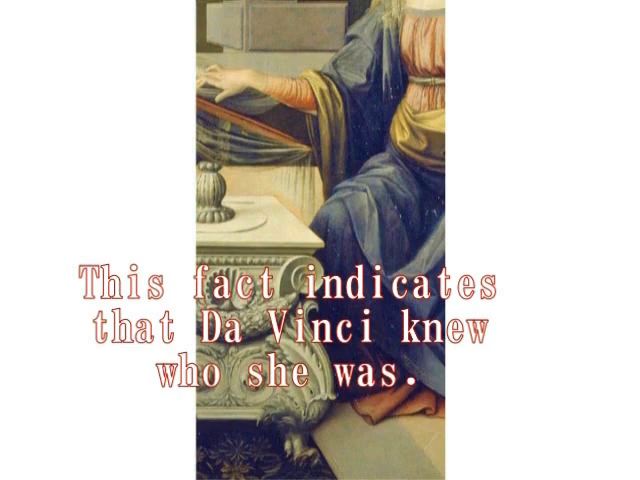 This fact indicates
that Da Vinci knew
who she was.